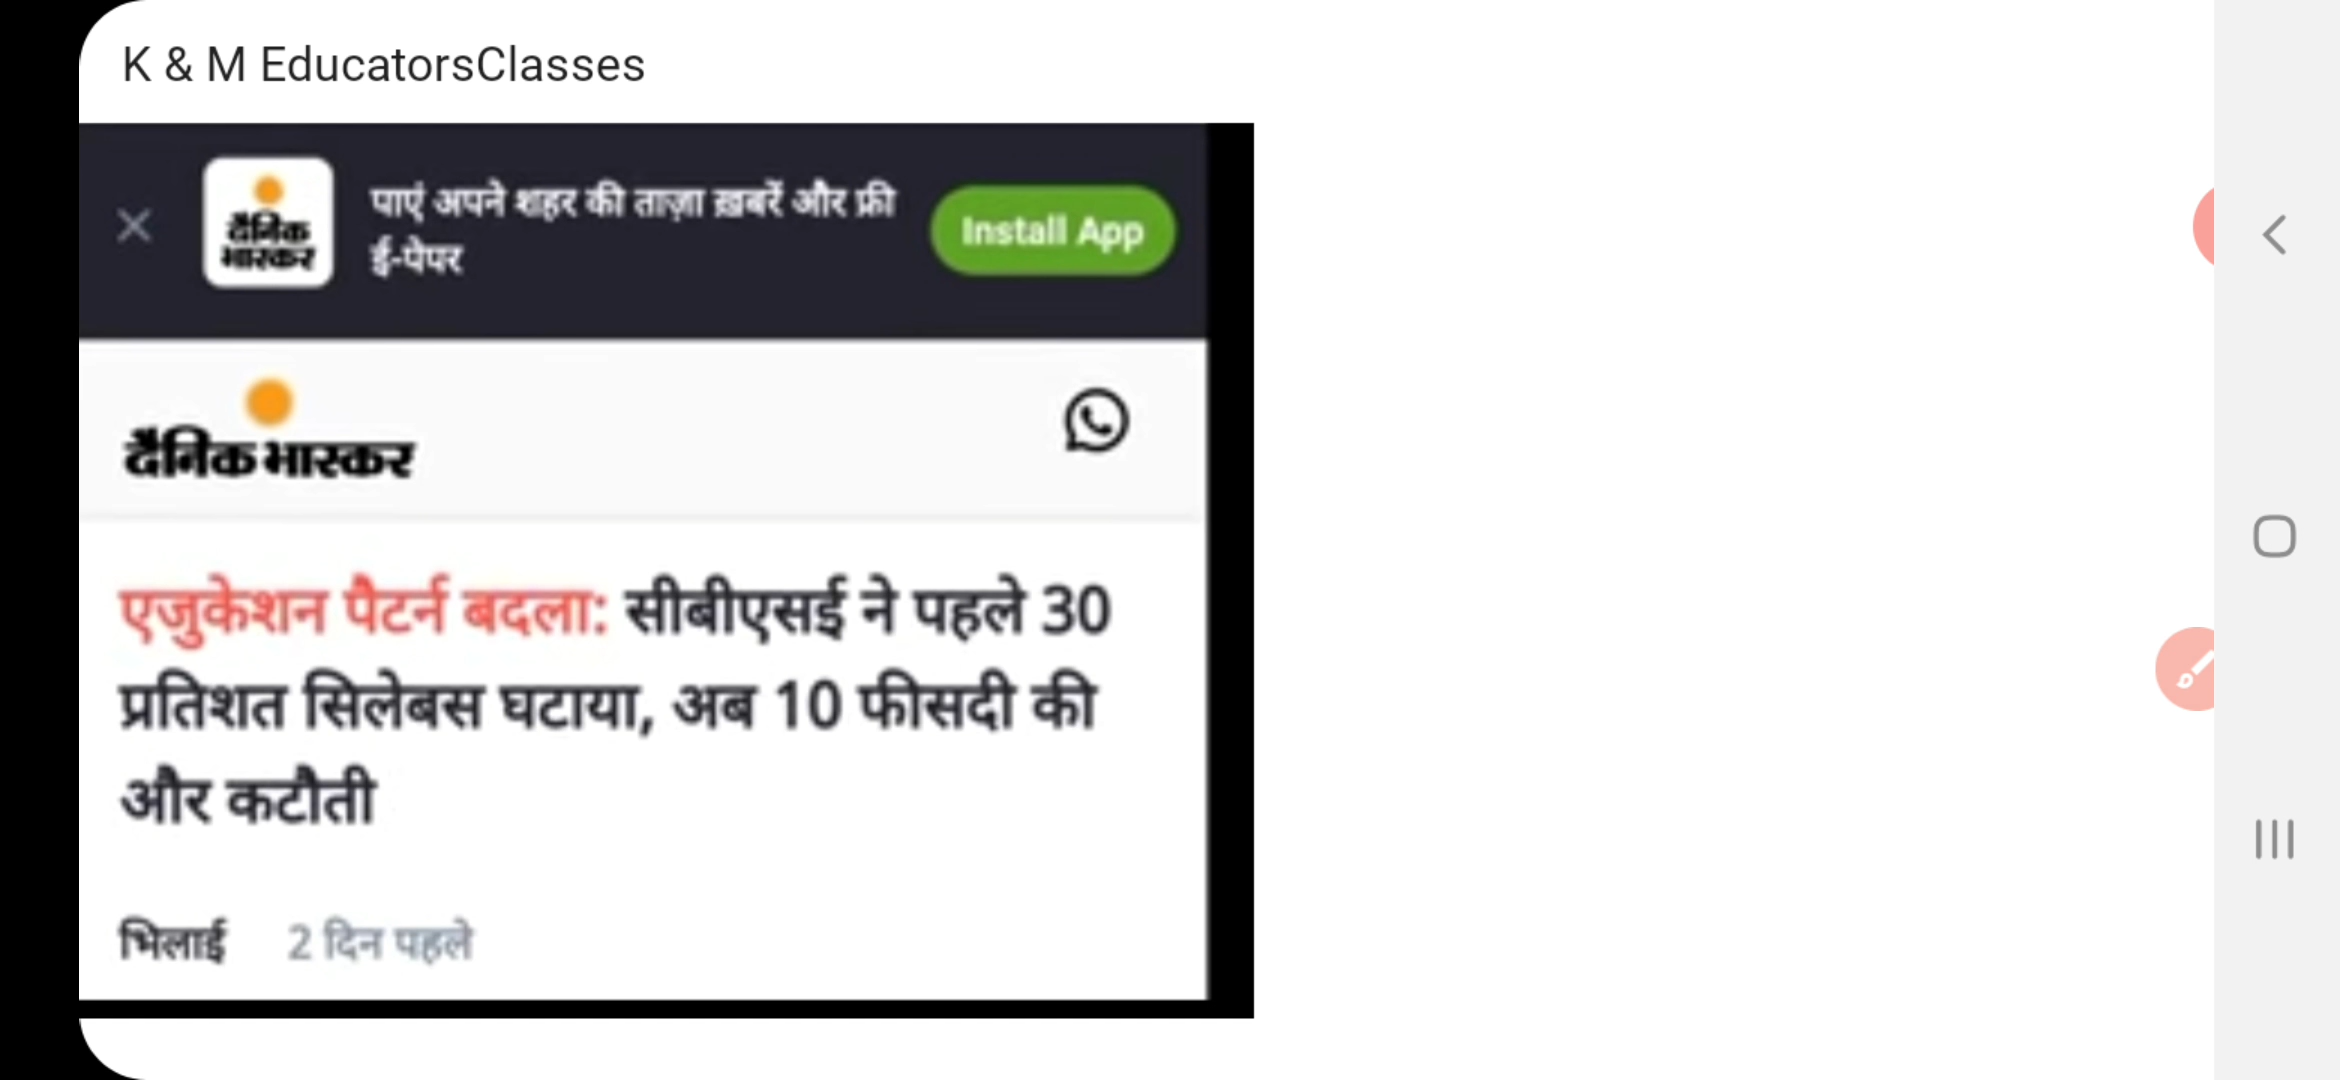 K & M EducatorsClasses
दैनिक
भास्कर
पाएं अपने शहर की ताज़ा ख़बरें और फ्री
ई-पेपर
Install App
दैनिक भास्कर
एजुकेशन पैटर्न बदला: सीबीएसई ने पहले 30
प्रतिशत सिलेबस घटाया, अब 10 फीसदी की
और कटौती
भिलाई 2 दिन पहले